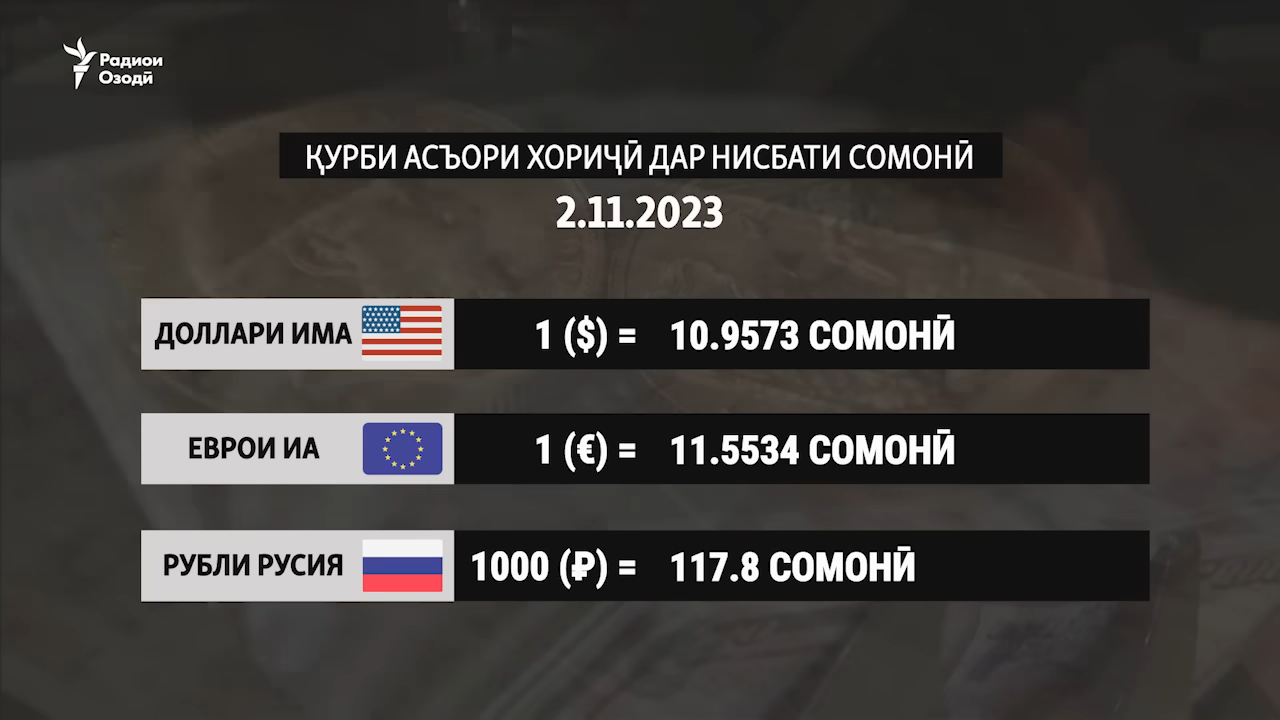 Радиои
Озодӣ
ҚУРБИ АСЪОРИ ХОРИҶӢ ДАР НИСБАТИ СОМОНӢ
2.11.2023
ДОЛЛАРИ ИМА 1 ($) = 10.9573 СОМОНӢ
ЕВРОИ ИА 1 (€) = 11.5534 СОМОНӢ
РУБЛИ РУСИЯ 1000 (₽) = 117.8 СОМОНӢ